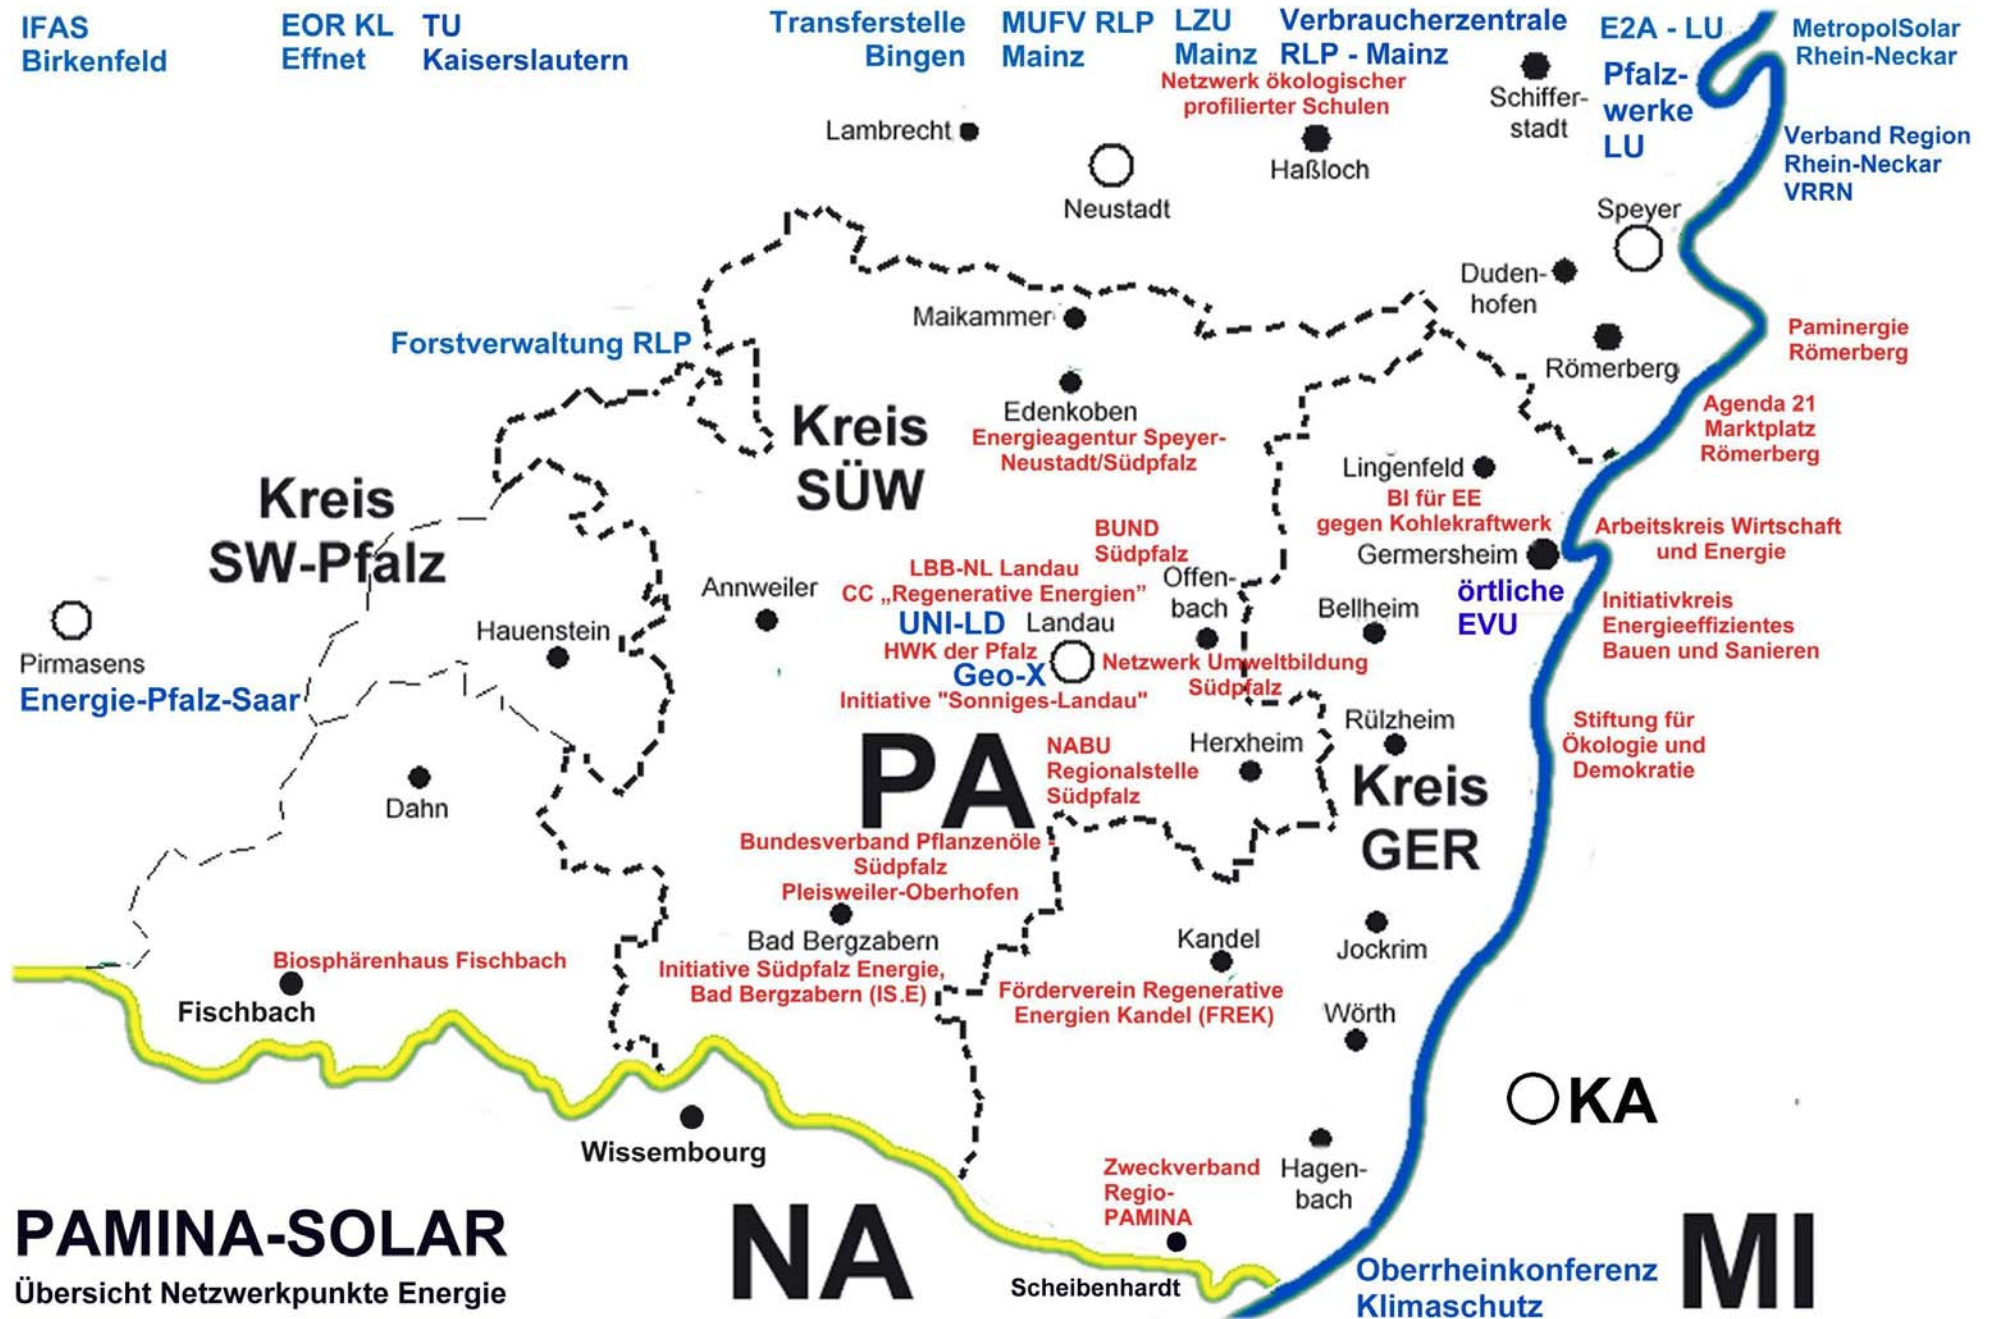 IFAS
Birkenfeld
EOR KL
Effnet
TU
Kaiserslautern
Transferstelle
Bingen
MUFV RLP
Mainz
LZU
Mainz
Verbraucherzentrale
RLP - Mainz
Netzwerk ökologischer
profilierter Schulen
E2A - LU
Pfalz-
werke
LU
MetropolSolar
Rhein-Neckar
Verband Region
Rhein-Neckar
VRRN
Schiffer-
stadt
Lambrecht
Neustadt
Haßloch
Speyer
Duden-
hofen
Römerberg
Maikammer
Forstverwaltung RLP
Edenkoben
Energieagentur Speyer-
Neustadt/Südpfalz
Paminergie
Römerberg
Agenda 21
Marktplatz
Römerberg
Kreis
SÜW
Kreis
SW-Pfalz
Lingenfeld
BI für EE
gegen Kohlekraftwerk
Germersheim
örtliche
EVU
Arbeitskreis Wirtschaft
und Energie
Initiativkreis
Energieeffizientes
Bauen und Sanieren
BUND
Südpfalz
LBB-NL Landau
CC „Regenerative Energien”
UNI-LD
Landau
HWK der Pfalz
Geo-X
Initiative "Sonniges-Landau"
Offen-
bach
Netzwerk Umweltbildung
Südpfalz
Bellheim
Annweiler
Hauenstein
Pirmasens
Energie-Pfalz-Saar
Dahn
Stiftung für
Ökologie und
Demokratie
Rülzheim
Herxheim
PA
NABU
Regionalstelle
Südpfalz
Kreis
GER
Bundesverband Pflanzenöle
Südpfalz
Pleisweiler-Oberhofen
Bad Bergzabern
Initiative Südpfalz Energie,
Bad Bergzabern (IS.E)
Kandel
Förderverein Regenerative
Energien Kandel (FREK)
Jockrim
Wörth
Biosphärenhaus Fischbach
Fischbach
Wissembourg
KA
Hagen-
bach
Zweckverband
Regio-
PAMINA
Scheibenhardt
NA
MI
Oberrheinkonferenz
Klimaschutz
PAMINA-SOLAR
Übersicht Netzwerkpunkte Energie